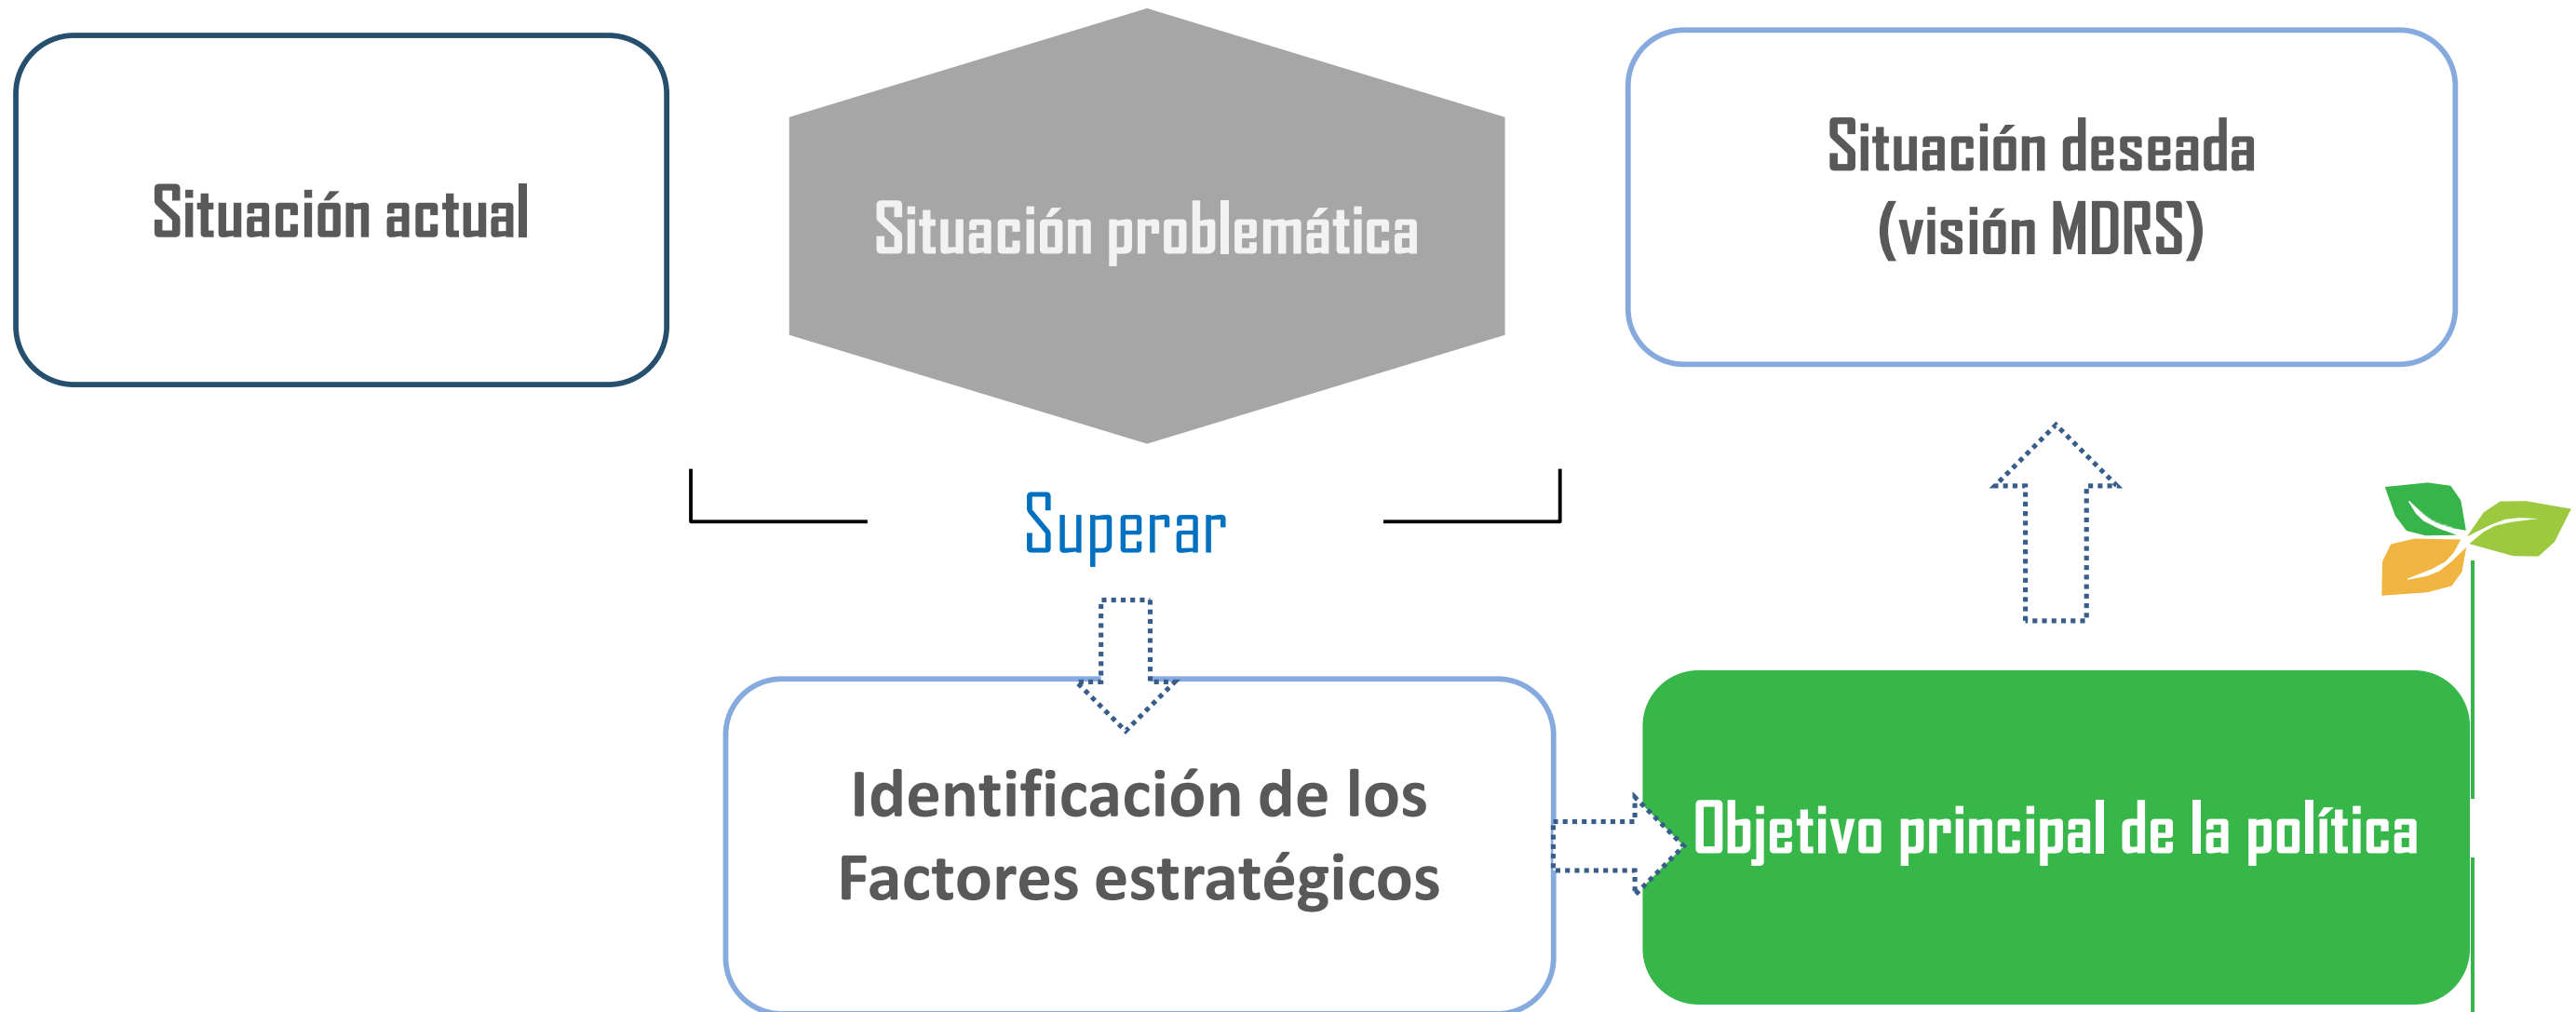 Situación actual
Situación problemática
Situación deseada
(visión MDRS)
Superar
Identificación de los
Factores estratégicos
Objetivo principal de la política